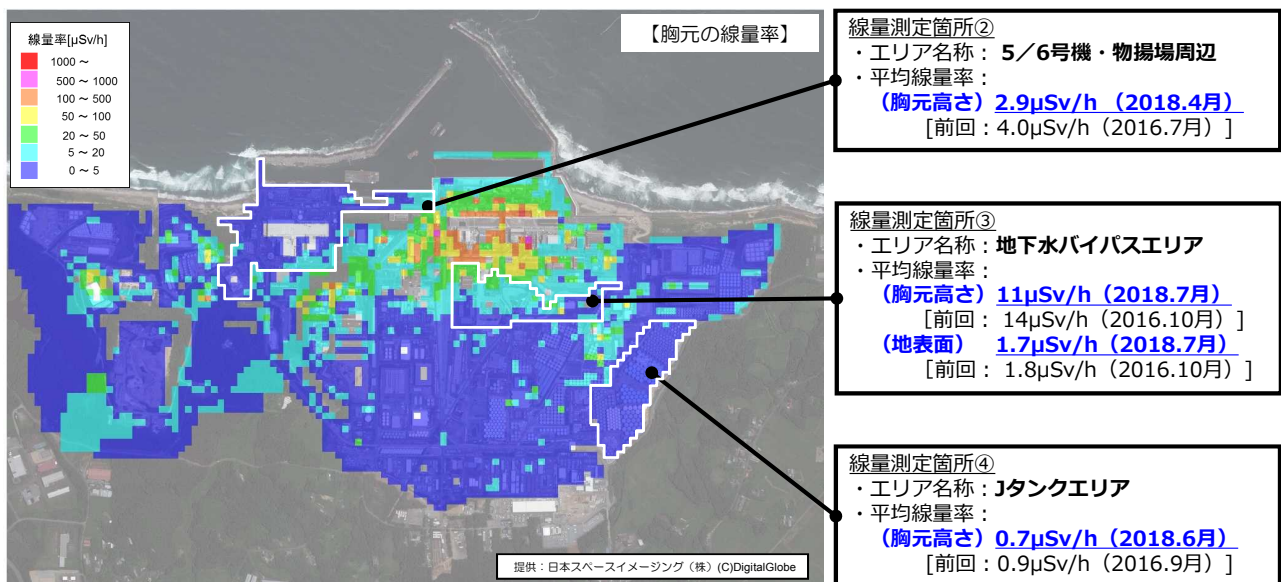 線量率[μSv/h]
1000 ~
500 ~ 1000
100 ~ 500
50 ~ 100
20 ~ 50
5 ~ 20
0 ~ 5
【胸元の線量率】
提供：日本スペースイメージング（株）(C)DigitalGlobe
線量測定箇所②
・エリア名称： 5／6号機・物揚場周辺
・平均線量率：
（胸元高さ）2.9μSv/h （2018.4月）
[前回：4.0μSv/h（2016.7月）]
線量測定箇所③
・エリア名称：地下水バイパスエリア
・平均線量率：
（胸元高さ）11μSv/h（2018.7月）
[前回： 14μSv/h（2016.10月）]
（地表面） 1.7μSv/h（2018.7月）
[前回： 1.8μSv/h（2016.10月）]
線量測定箇所④
・エリア名称：Jタンクエリア
・平均線量率：
（胸元高さ）0.7μSv/h（2018.6月）
[前回：0.9μSv/h（2016.9月）]